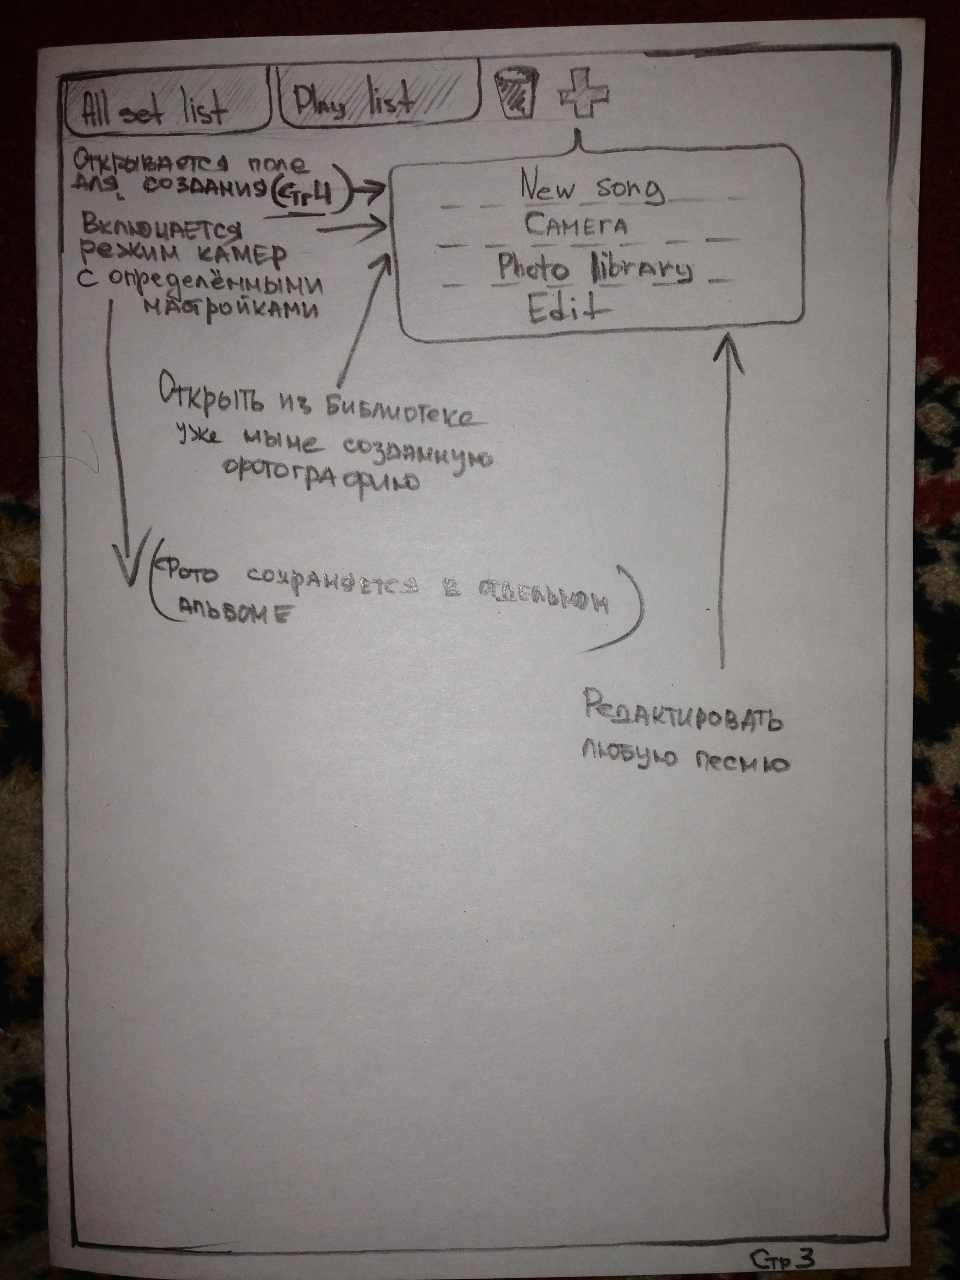 All set list
Play list
Открывается поле
для создания (стр 4)
New song
Включается
режим камер
с определёнными
настройками
Camera
Photo library
Edit
Открыть из библиотеке
уже ныне созданную
фотографию
(Фото сохраняется в отдельном
альбоме)
Редактировать
любую песню
Стр 3